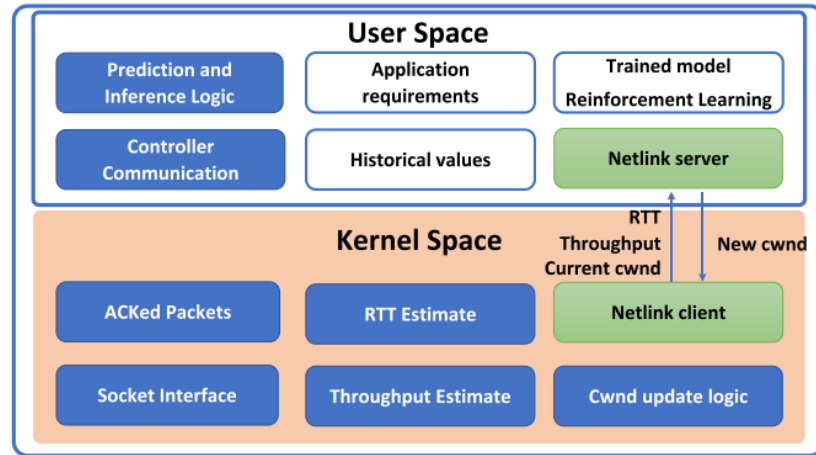 User Space
Prediction and
Inference Logic
Application
requirements
Trained model
Reinforcement Learning
Controller
Communication
Historical values
Netlink server
RTT
Throughput
Current cwnd
New cwnd
Kernel Space
ACKed Packets
RTT Estimate
Netlink client
Socket Interface
Throughput Estimate
Cwnd update logic